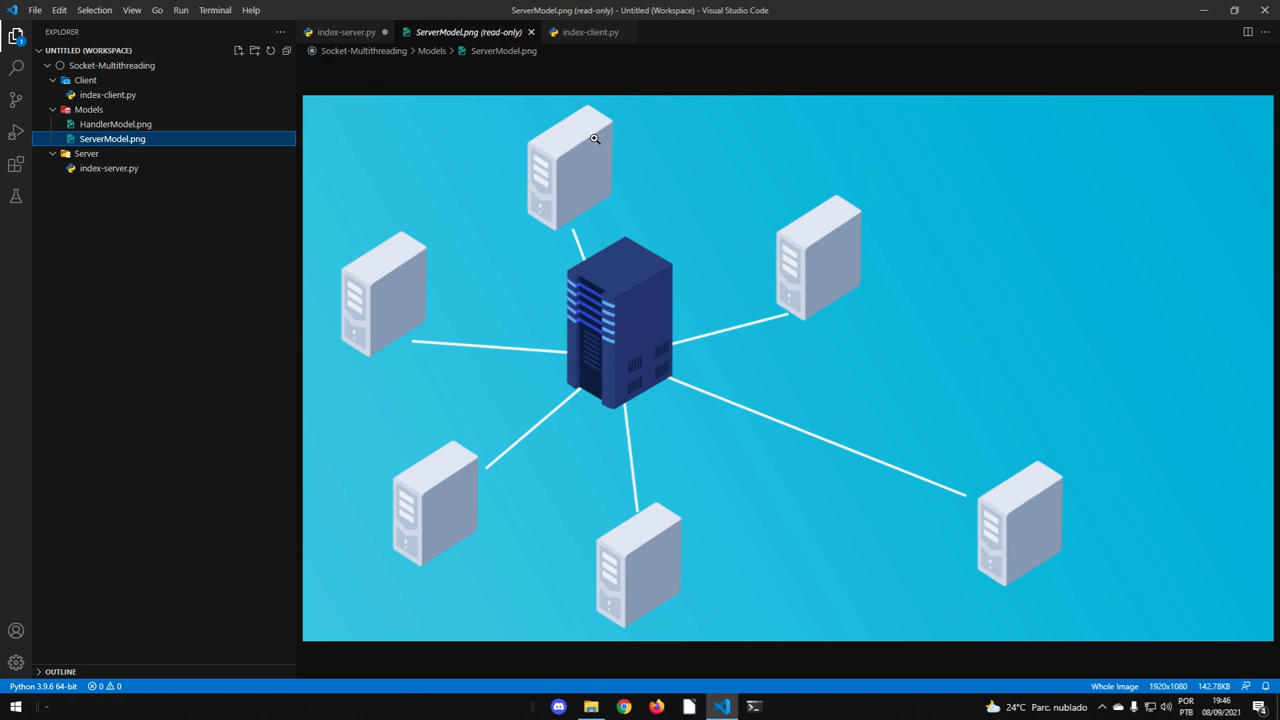 File Edit Selection View Go Run Terminal Help
ServerModel.png (read-only) - Untitled (Workspace) - Visual Studio Code
EXPLORER
index-server.py
ServerModel.png (read-only)
index-client.py
UNTITLED (WORKSPACE)
Socket-Multithreading > Models > ServerModel.png
Socket-Multithreading
Client
index-client.py
Models
HandlerModel.png
ServerModel.png
Server
index-server.py
1
OUTLINE
Python 3.9.6 64-bit
0 0
Whole Image 1920x1080 142.78KB
24°C Parc. nublado
POR
PTB
19:46
08/09/2021
4